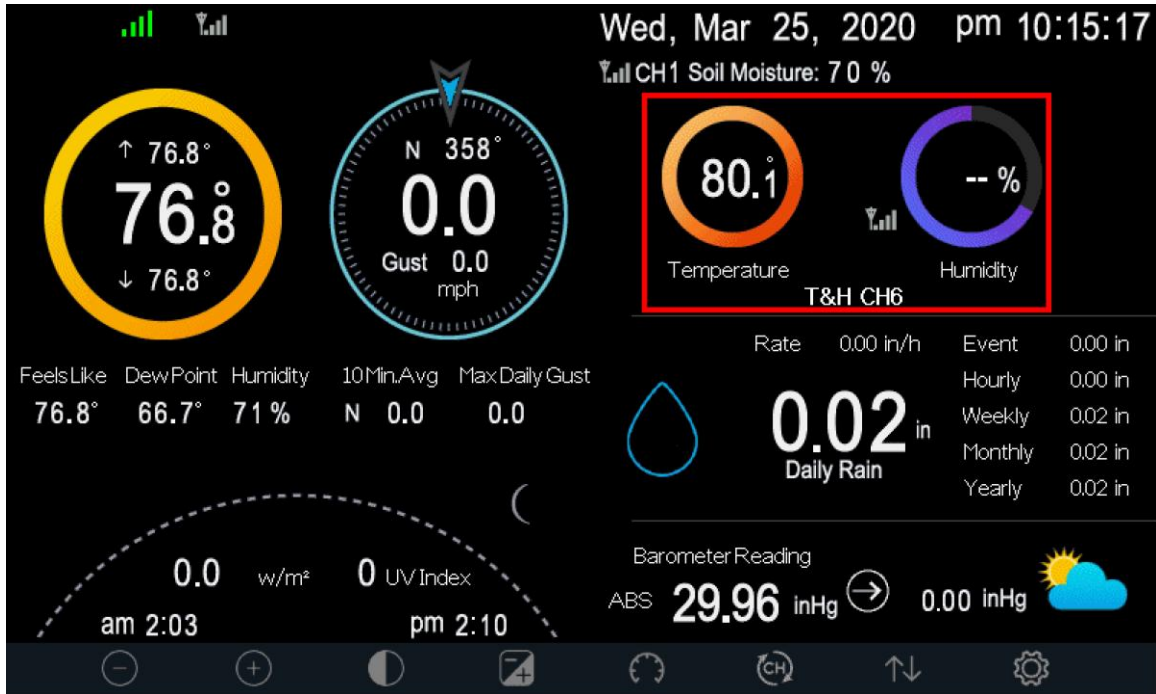 Wed, Mar 25, 2020 pm 10:15:17
CH1 Soil Moisture: 70 %
↑ 76.8°
76.8°
↓ 76.8°
N 358°
0.0
Gust 0.0
mph
80.1°
Temperature
-- %
Humidity
T&H CH6
FeelsLike DewPoint Humidity
76.8° 66.7° 71%
10Min.Avg Max Daily Gust
N 0.0 0.0
Rate 0.00 in/h
0.02 in
Daily Rain
Event 0.00 in
Hourly 0.00 in
Weekly 0.02 in
Monthly 0.02 in
Yearly 0.02 in
0.0 w/m² 0 UV Index
am 2:03 pm 2:10
Barometer Reading
ABS 29.96 inHg 0.00 inHg
CH